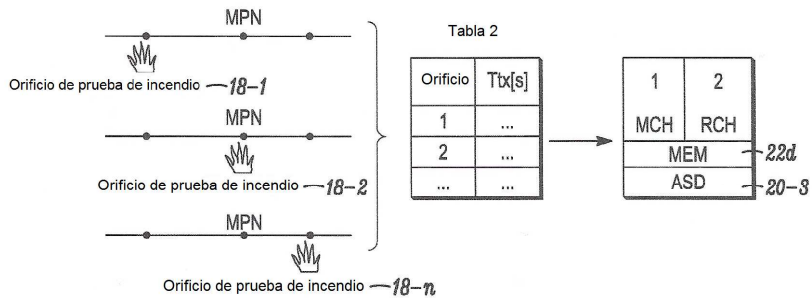 MPN
Orificio de prueba de incendio 18-1
MPN
Orificio de prueba de incendio 18-2
MPN
Orificio de prueba de incendio 18-n
Tabla 2
Orificio Ttx[s]
1 ...
2 ...
... ...
1 2
MCH RCH
MEM 22d
ASD 20-3